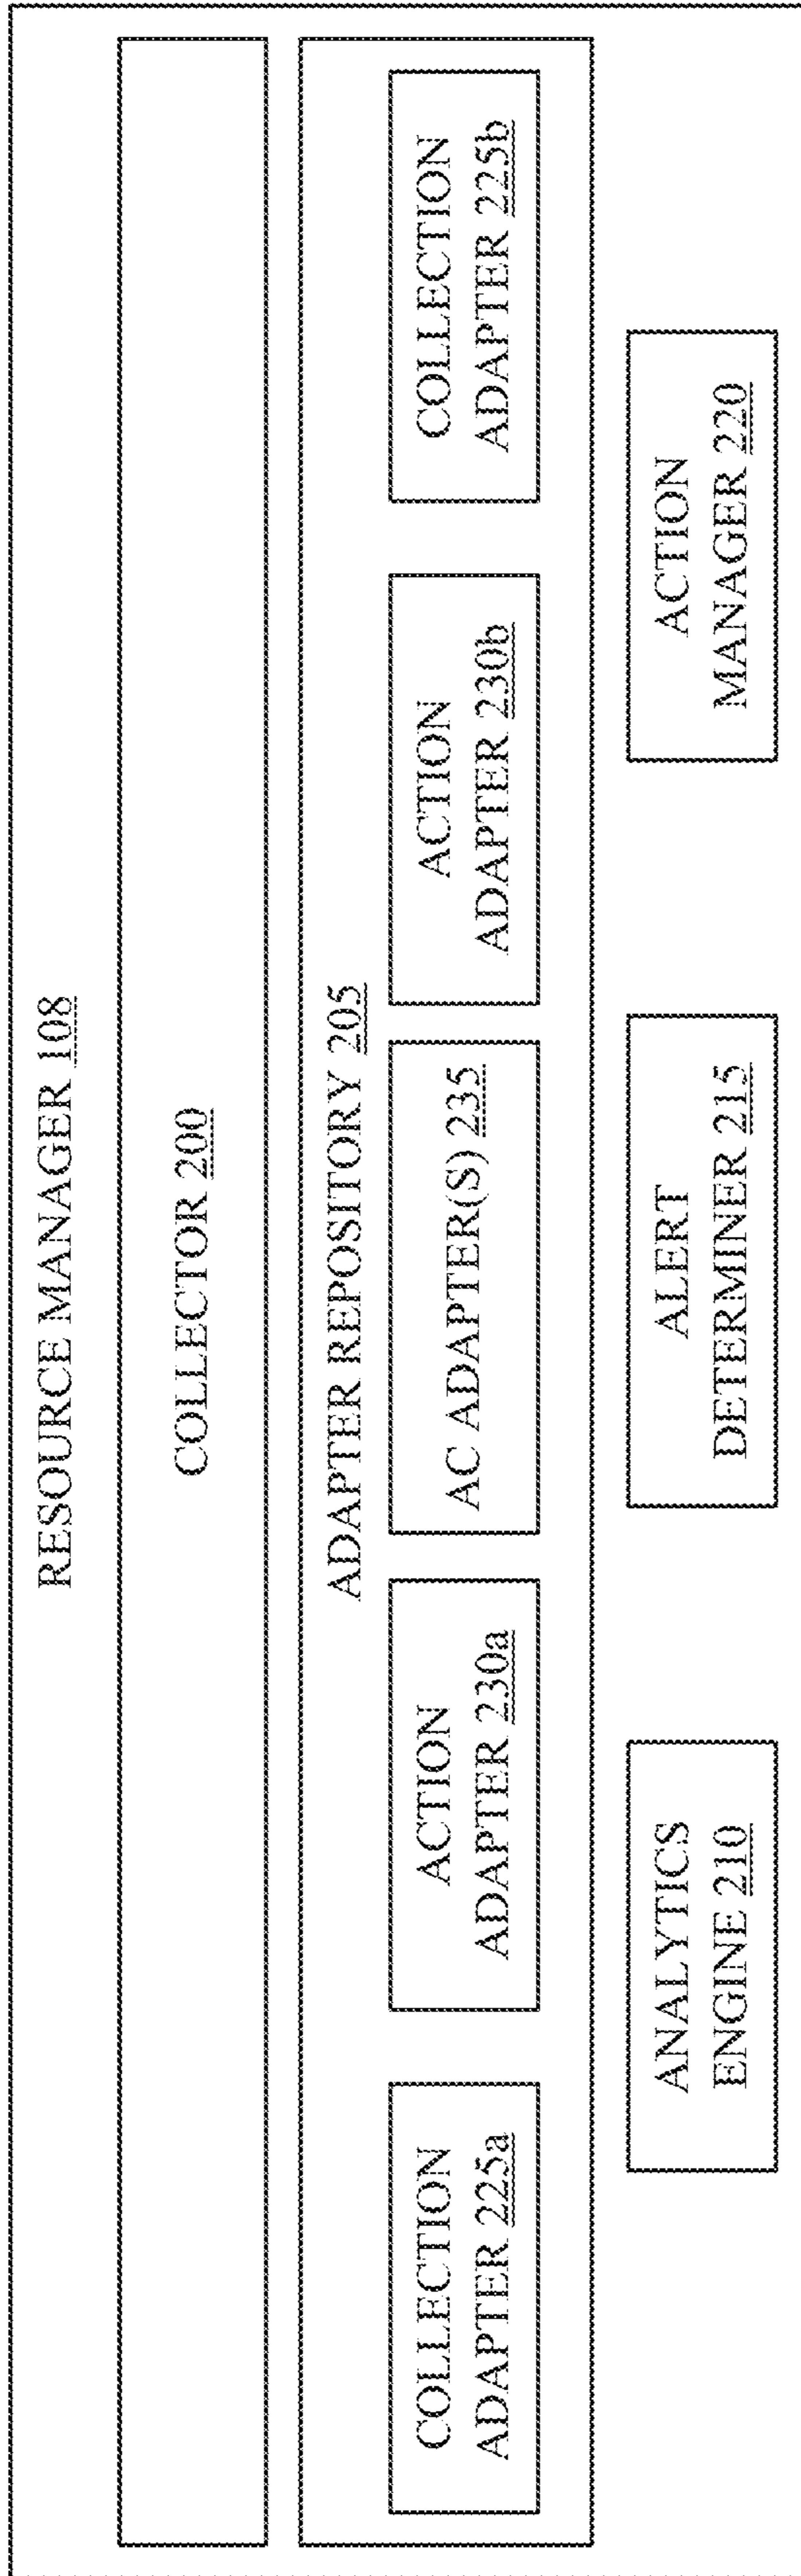 RESOURCE MANAGER 108
COLLECTOR 200
ADAPTER REPOSITORY 205
COLLECTION
ADAPTER 225a
ACTION
ADAPTER 230a
AC ADAPTER(S) 235
ACTION
ADAPTER 230b
COLLECTION
ADAPTER 225b
ANALYTICS
ENGINE 210
ALERT
DETERMINER 215
ACTION
MANAGER 220